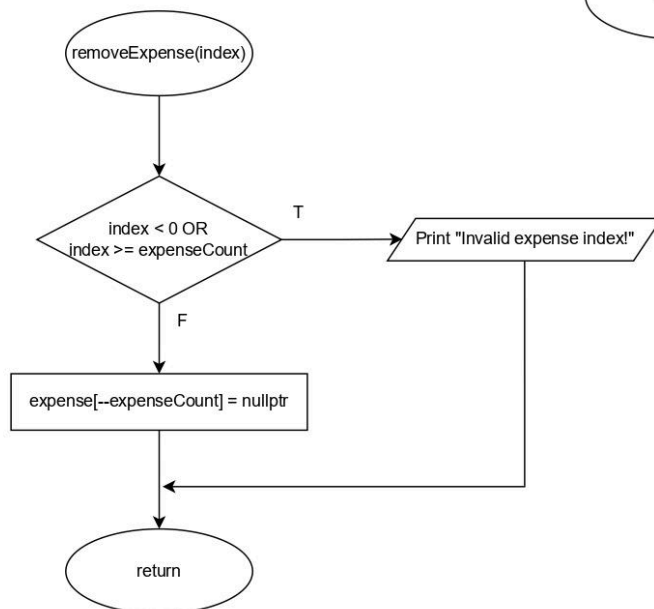 removeExpense(index)
index < 0 OR
index >= expenseCount
T
Print "Invalid expense index!"
F
expense[--expenseCount] = nullptr
return